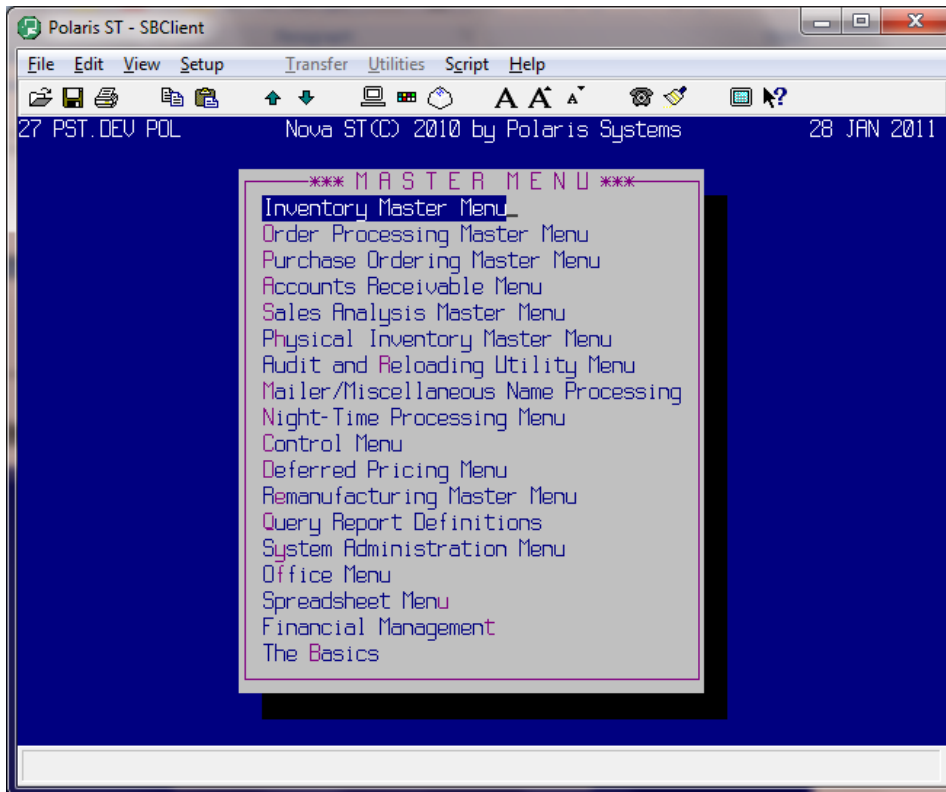 Polaris ST - SBClient
File Edit View Setup Transfer Utilities Script Help
A A A
27 PST.DEV POL Nova ST(C) 2010 by Polaris Systems 28 JAN 2011
*** M A S T E R M E N U ***
Inventory Master Menu_
Order Processing Master Menu
Purchase Ordering Master Menu
Accounts Receivable Menu
Sales Analysis Master Menu
Physical Inventory Master Menu
Audit and Reloading Utility Menu
Mailer/Miscellaneous Name Processing
Night-Time Processing Menu
Control Menu
Deferred Pricing Menu
Remanufacturing Master Menu
Query Report Definitions
System Administration Menu
Office Menu
Spreadsheet Menu
Financial Management
The Basics